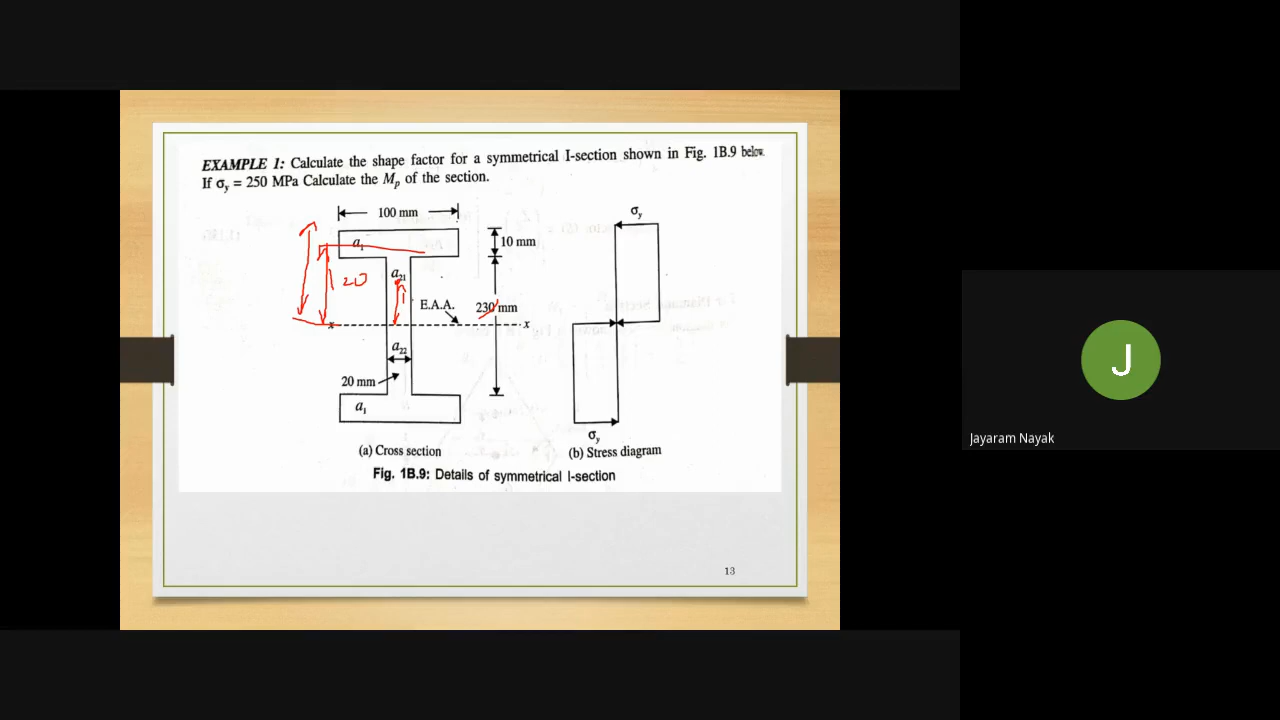 EXAMPLE 1: Calculate the shape factor for a symmetrical I-section shown in Fig. 1B.9 below.
If σy = 250 MPa Calculate the Mp of the section.
100 mm
σy
a1
10 mm
a21
20
E.A.A.
230 mm
x
x
a22
20 mm
a1
σy
(a) Cross section
(b) Stress diagram
Fig. 1B.9: Details of symmetrical I-section
13
J
Jayaram Nayak